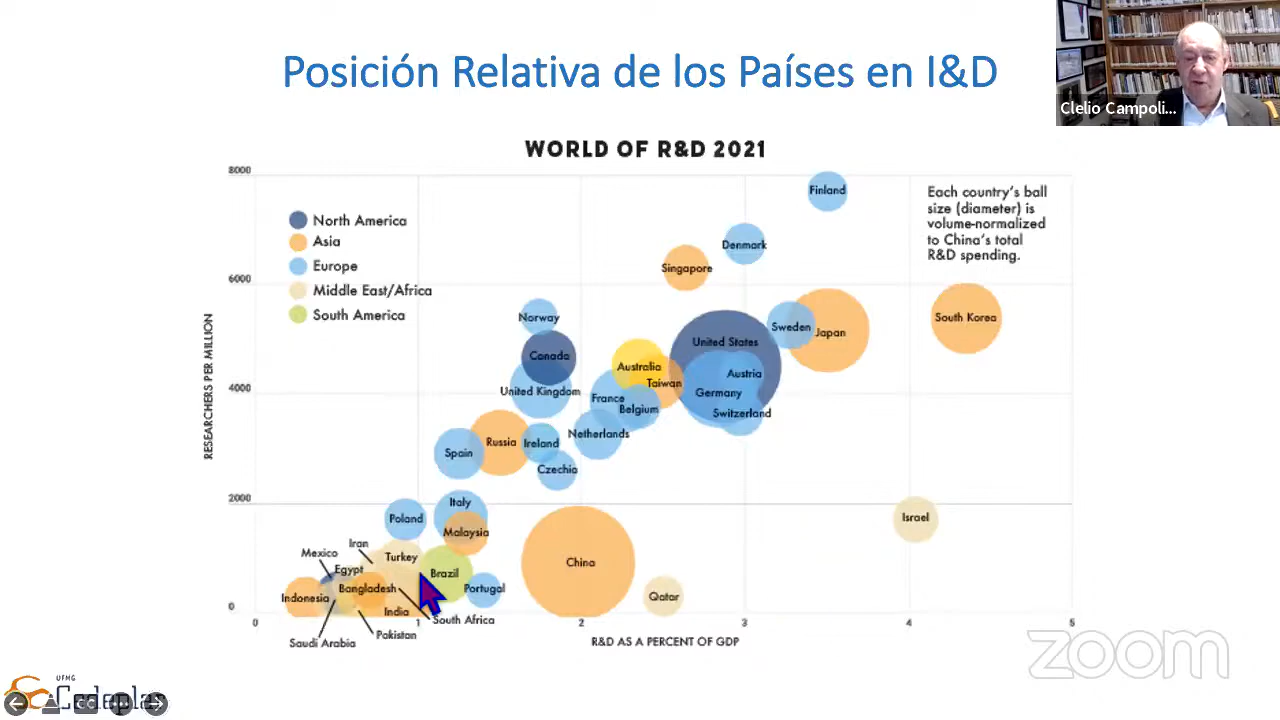 Posición Relativa de los Países en I&D
Clelio Campoli...
WORLD OF R&D 2021
8000
6000
4000
2000
0
RESEARCHERS PER MILLION
North America
Asia
Europe
Middle East/Africa
South America
Each country's ball
size (diameter) is
volume-normalized
to China's total
R&D spending.
Finland
Denmark
Singapore
Norway
South Korea
Sweden
Japan
United States
Canada
Australia
Austria
Taiwan
United Kingdom
Germany
France
Belgium
Switzerland
Netherlands
Russia
Ireland
Spain
Czechia
Italy
Poland
Israel
Malaysia
Iran
Mexico
Turkey
China
Egypt
Brazil
Bangladesh
Portugal
Indonesia
Qatar
India
South Africa
Pakistan
Saudi Arabia
0
1
2
3
4
5
R&D AS A PERCENT OF GDP
zoom
UFMG
Cedeplar
CC